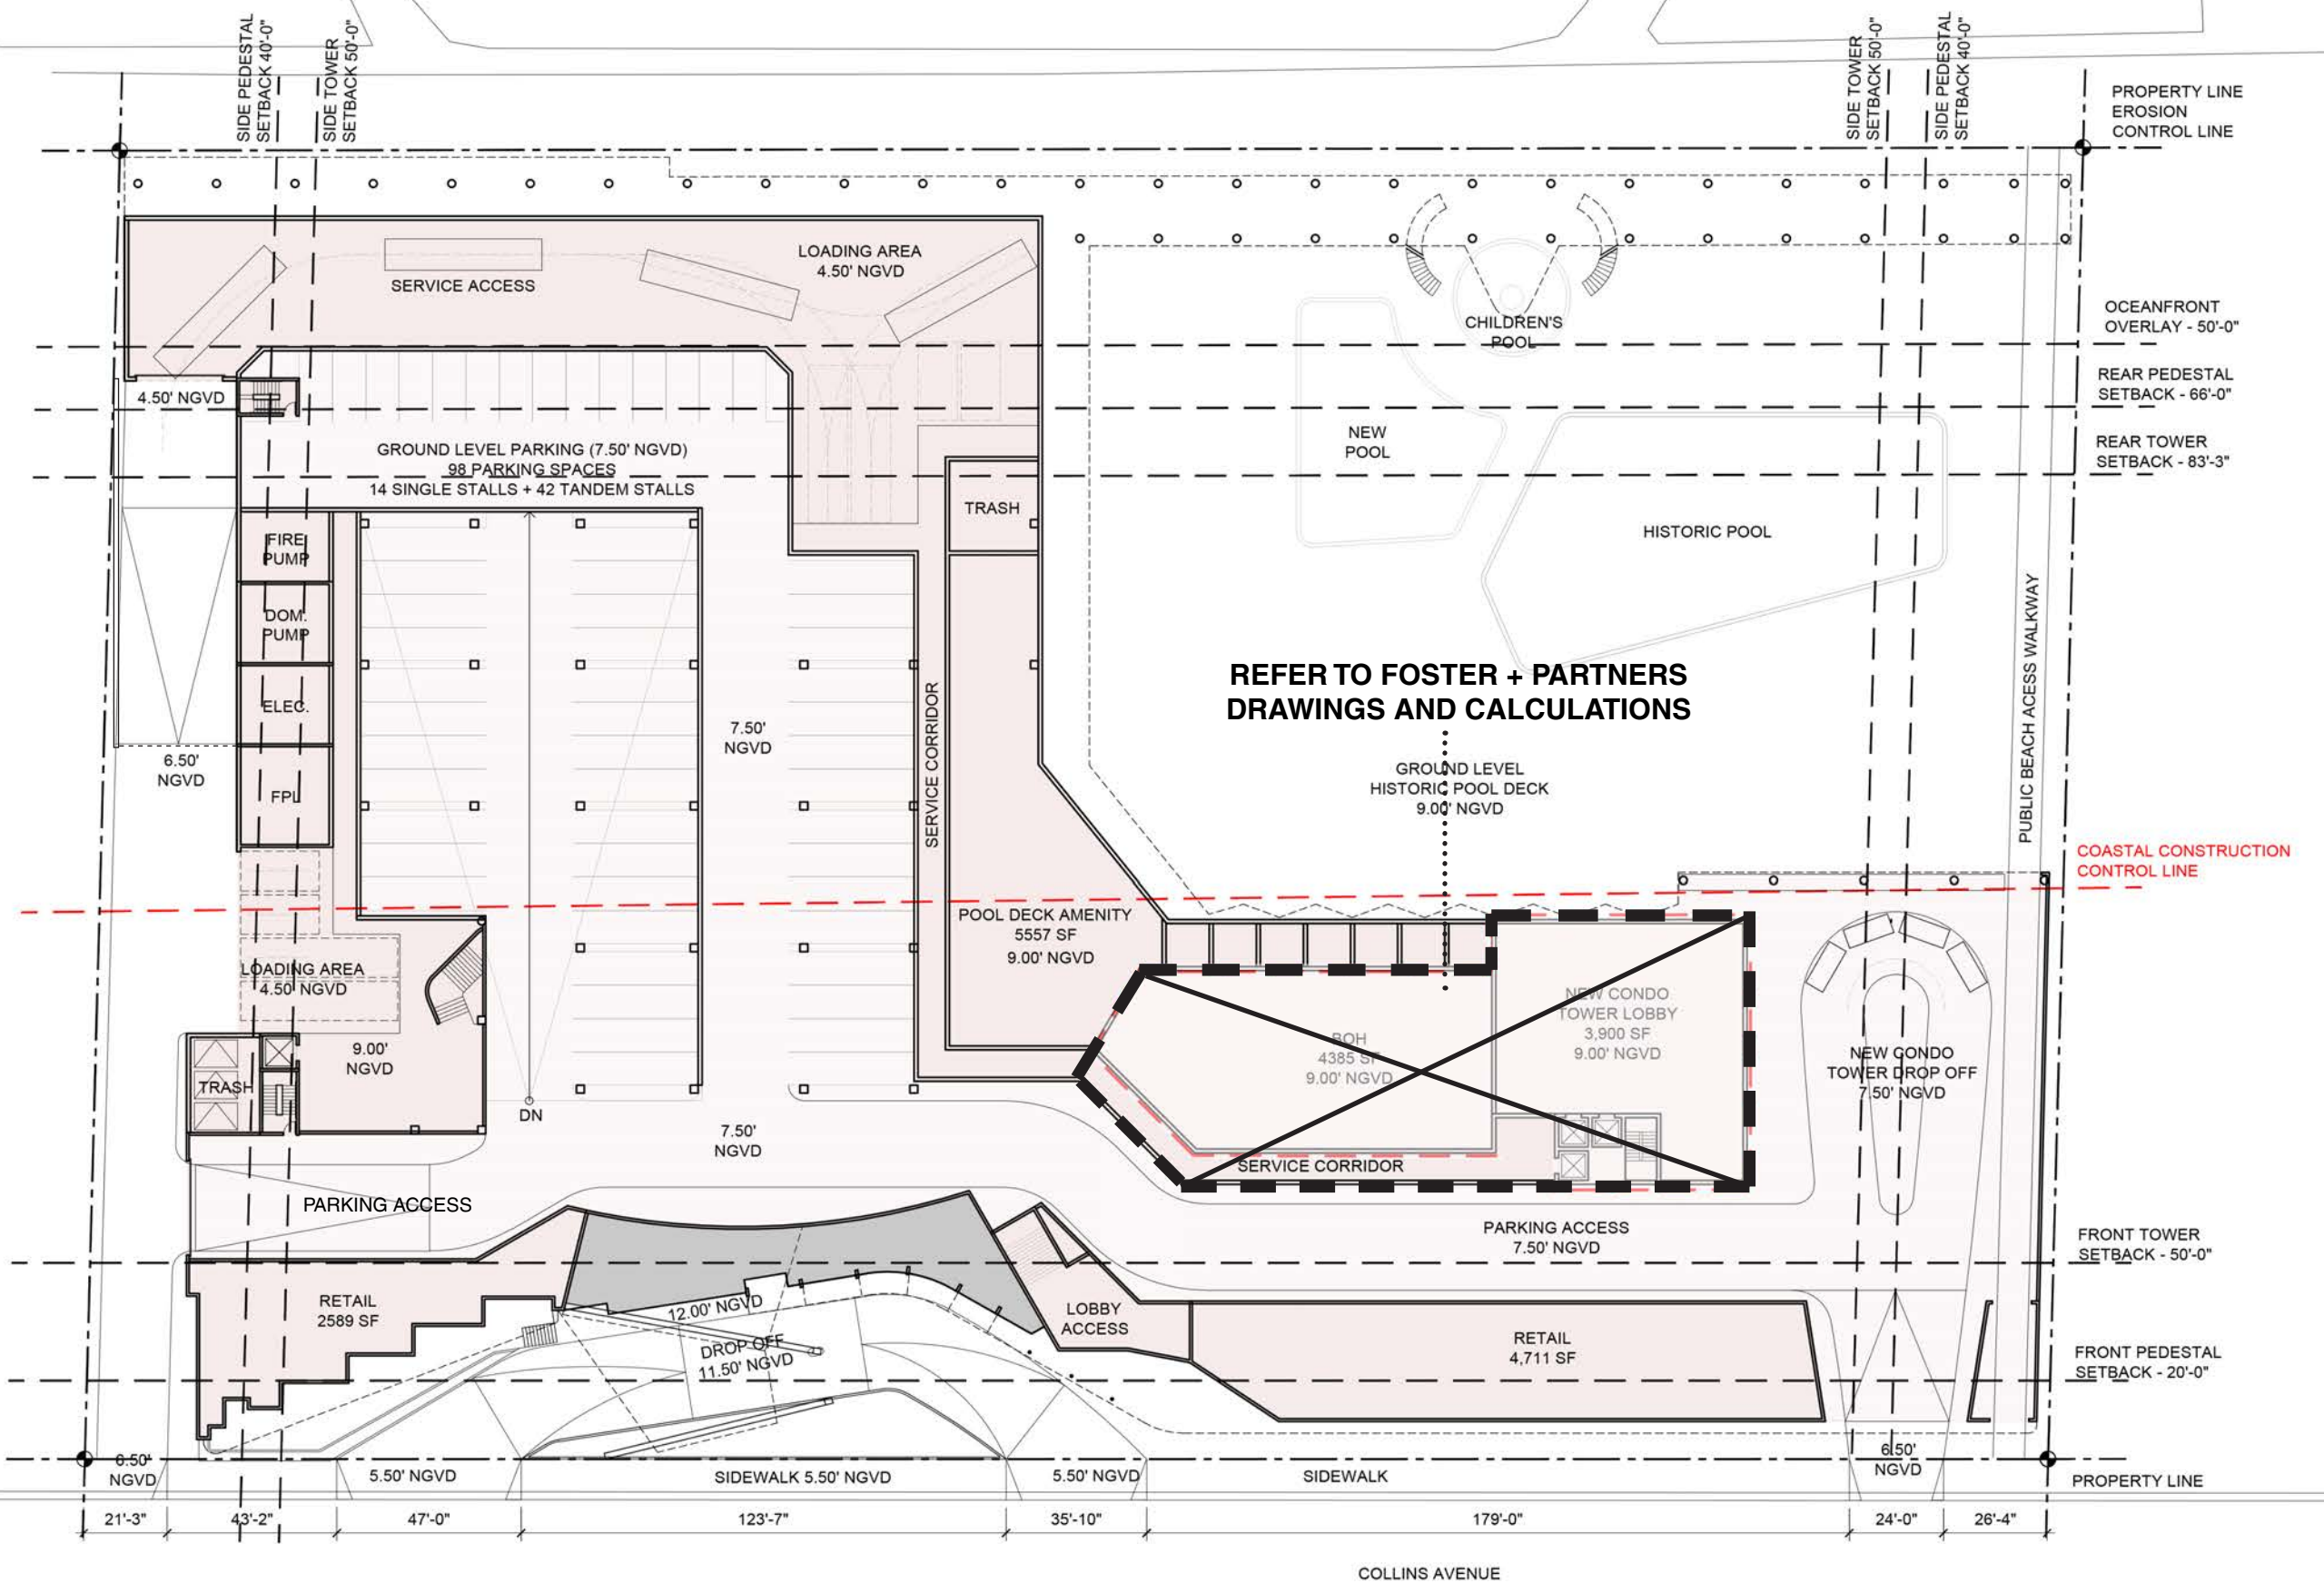 SIDE PEDESTAL
SETBACK 40'-0"
SIDE TOWER
SETBACK 50'-0"
SIDE TOWER
SETBACK 50'-0"
SIDE PEDESTAL
SETBACK 40'-0"
PROPERTY LINE
EROSION
CONTROL LINE
LOADING AREA
4.50' NGVD
SERVICE ACCESS
CHILDREN'S
POOL
OCEANFRONT
OVERLAY - 50'-0"
4.50' NGVD
REAR PEDESTAL
SETBACK - 66'-0"
GROUND LEVEL PARKING (7.50' NGVD)
98 PARKING SPACES
14 SINGLE STALLS + 42 TANDEM STALLS
NEW
POOL
REAR TOWER
SETBACK - 83'-3"
TRASH
HISTORIC POOL
FIRE
PUMP
DOM.
PUMP
ELEC.
FPL
6.50'
NGVD
7.50'
NGVD
SERVICE CORRIDOR
REFER TO FOSTER + PARTNERS
DRAWINGS AND CALCULATIONS
GROUND LEVEL
HISTORIC POOL DECK
9.00' NGVD
PUBLIC BEACH ACESS WALKWAY
COASTAL CONSTRUCTION
CONTROL LINE
POOL DECK AMENITY
5557 SF
9.00' NGVD
LOADING AREA
4.50' NGVD
9.00'
NGVD
TRASH
DN
BOH
4385 SF
9.00' NGVD
NEW CONDO
TOWER LOBBY
3,900 SF
9.00' NGVD
NEW CONDO
TOWER DROP OFF
7.50' NGVD
7.50'
NGVD
SERVICE CORRIDOR
PARKING ACCESS
PARKING ACCESS
7.50' NGVD
FRONT TOWER
SETBACK - 50'-0"
RETAIL
2589 SF
12.00' NGVD
DROP OFF
11.50' NGVD
LOBBY
ACCESS
RETAIL
4,711 SF
FRONT PEDESTAL
SETBACK - 20'-0"
6.50'
NGVD
5.50' NGVD
SIDEWALK 5.50' NGVD
5.50' NGVD
SIDEWALK
6.50'
NGVD
PROPERTY LINE
21'-3"
43'-2"
47'-0"
123'-7"
35'-10"
179'-0"
24'-0"
26'-4"
COLLINS AVENUE